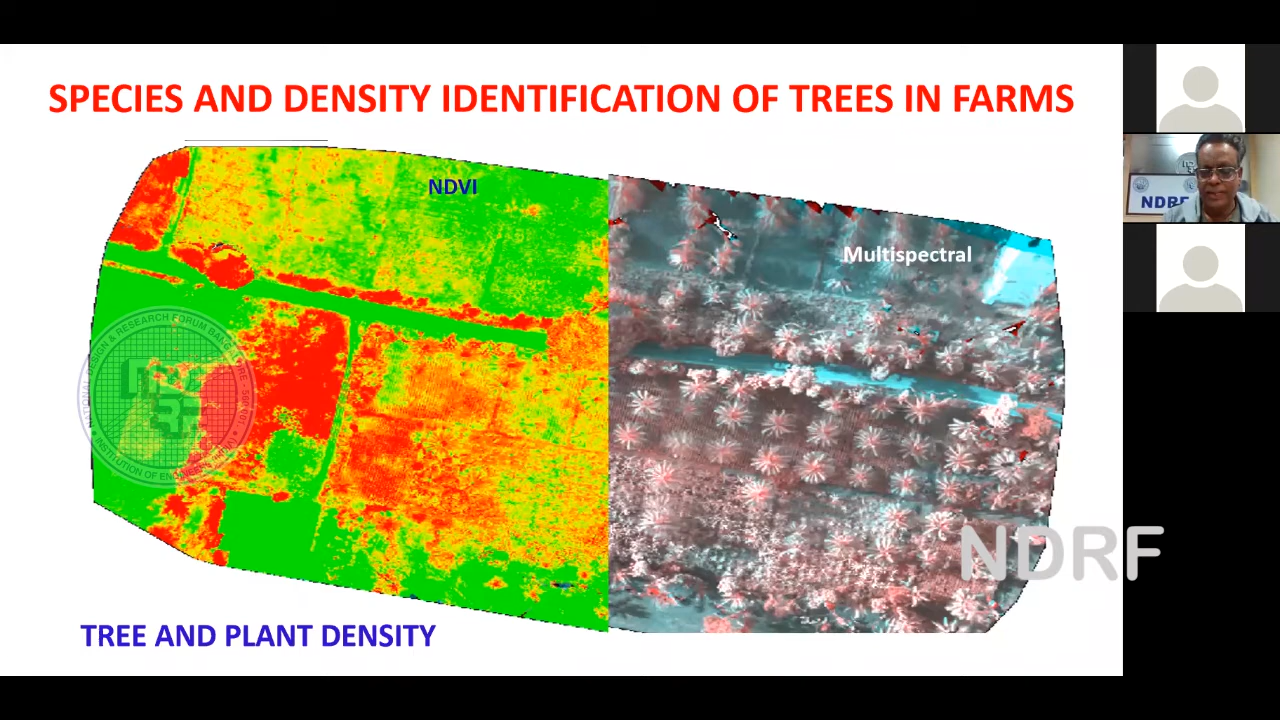 SPECIES AND DENSITY IDENTIFICATION OF TREES IN FARMS
NDVI
Multispectral
NDRF
NDRF
TREE AND PLANT DENSITY